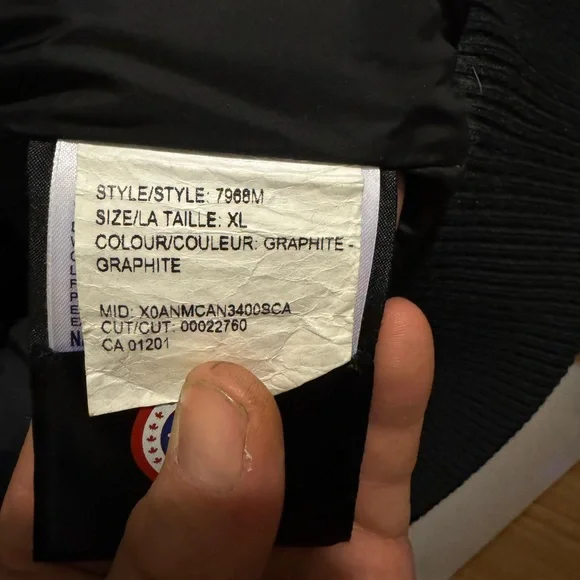 STYLE/STYLE: 7968M
SIZE/LA TAILLE: XL
COLOUR/COULEUR: GRAPHITE -
GRAPHITE
MID: X0ANMCAN3400SCA
CUT/CUT: 00022760
CA 01201